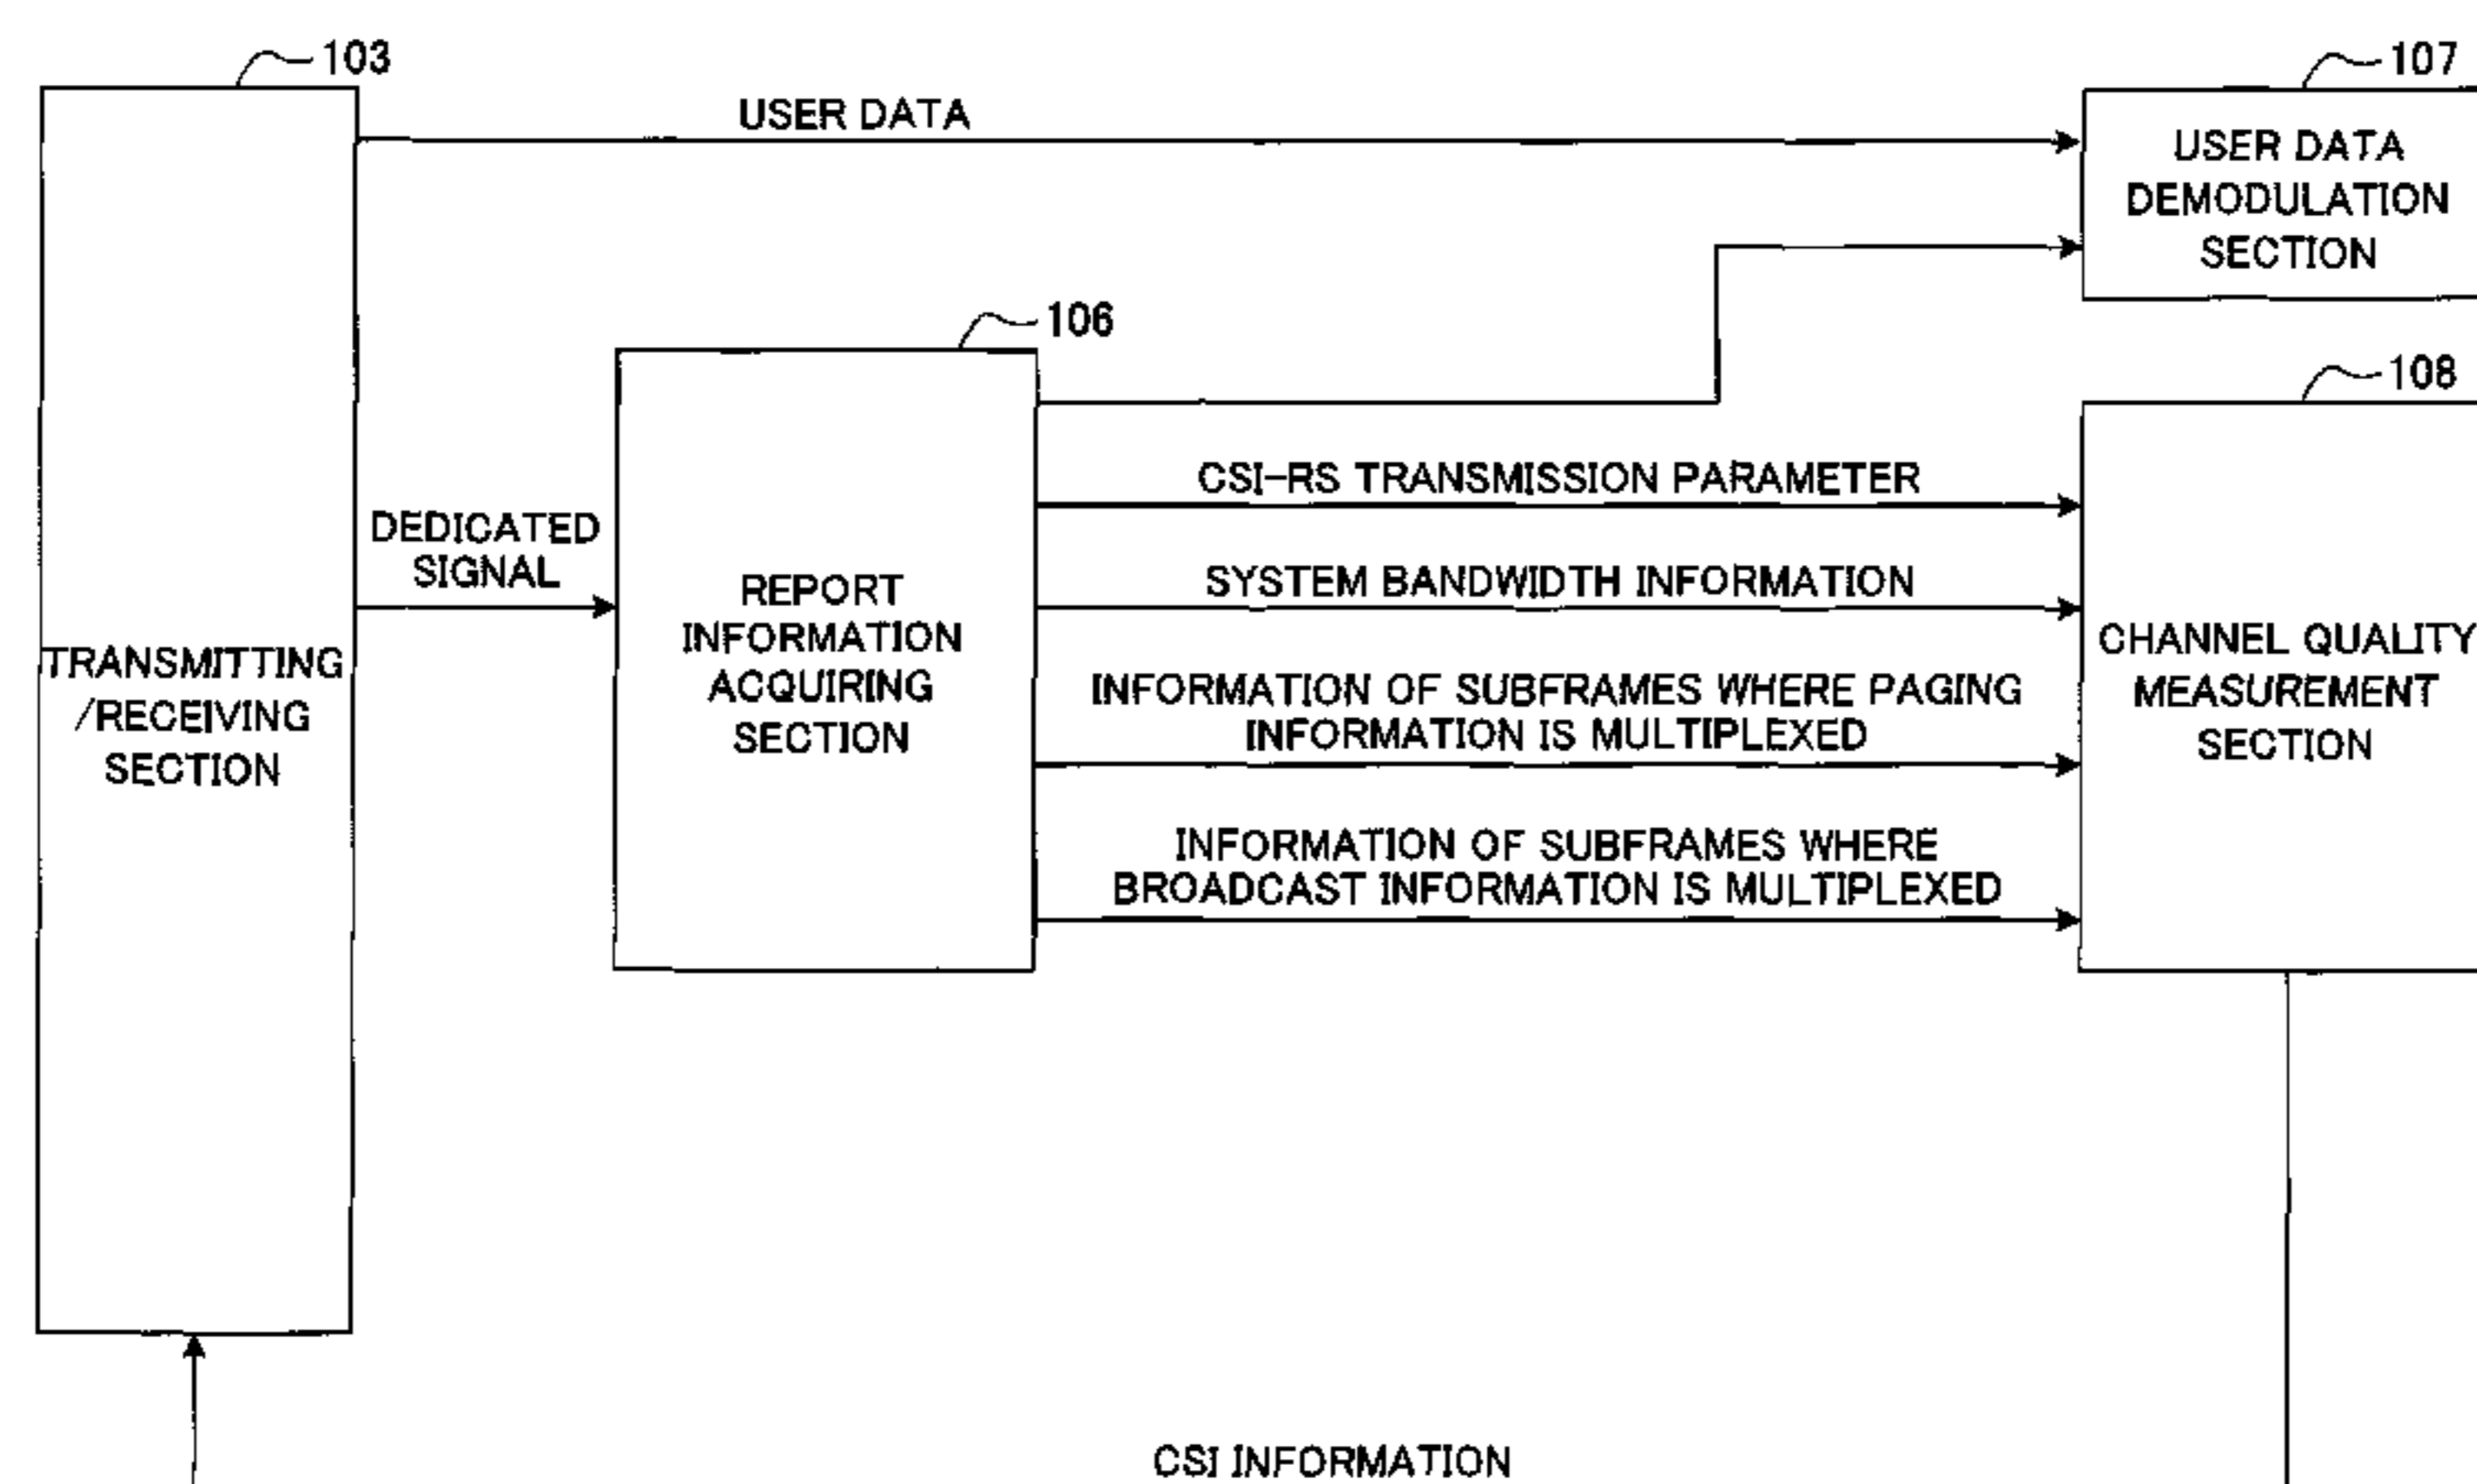 103
107
USER DATA
USER DATA
DEMODULATION
SECTION
106
108
CSI-RS TRANSMISSION PARAMETER
DEDICATED
SIGNAL
SYSTEM BANDWIDTH INFORMATION
REPORT
INFORMATION
ACQUIRING
SECTION
TRANSMITTING
/RECEIVING
SECTION
CHANNEL QUALITY
MEASUREMENT
SECTION
INFORMATION OF SUBFRAMES WHERE PAGING
INFORMATION IS MULTIPLEXED
INFORMATION OF SUBFRAMES WHERE
BROADCAST INFORMATION IS MULTIPLEXED
CSI INFORMATION